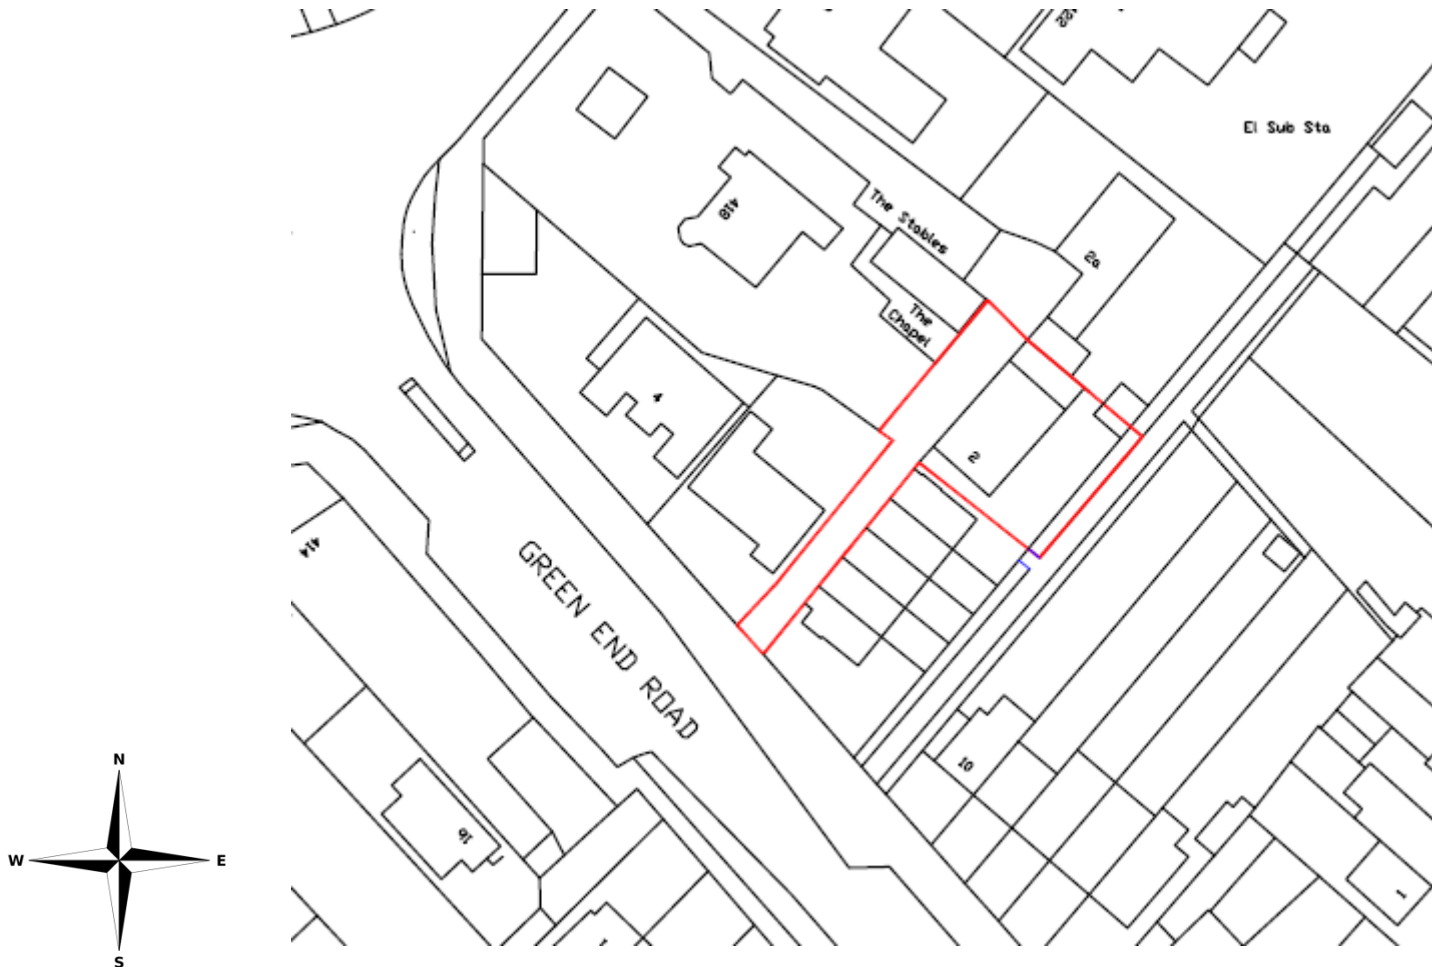 El Sub Sta
The Stables
418
2a
The
Chapel
4
2
414
GREEN END ROAD
10
16
1
N
W
E
S